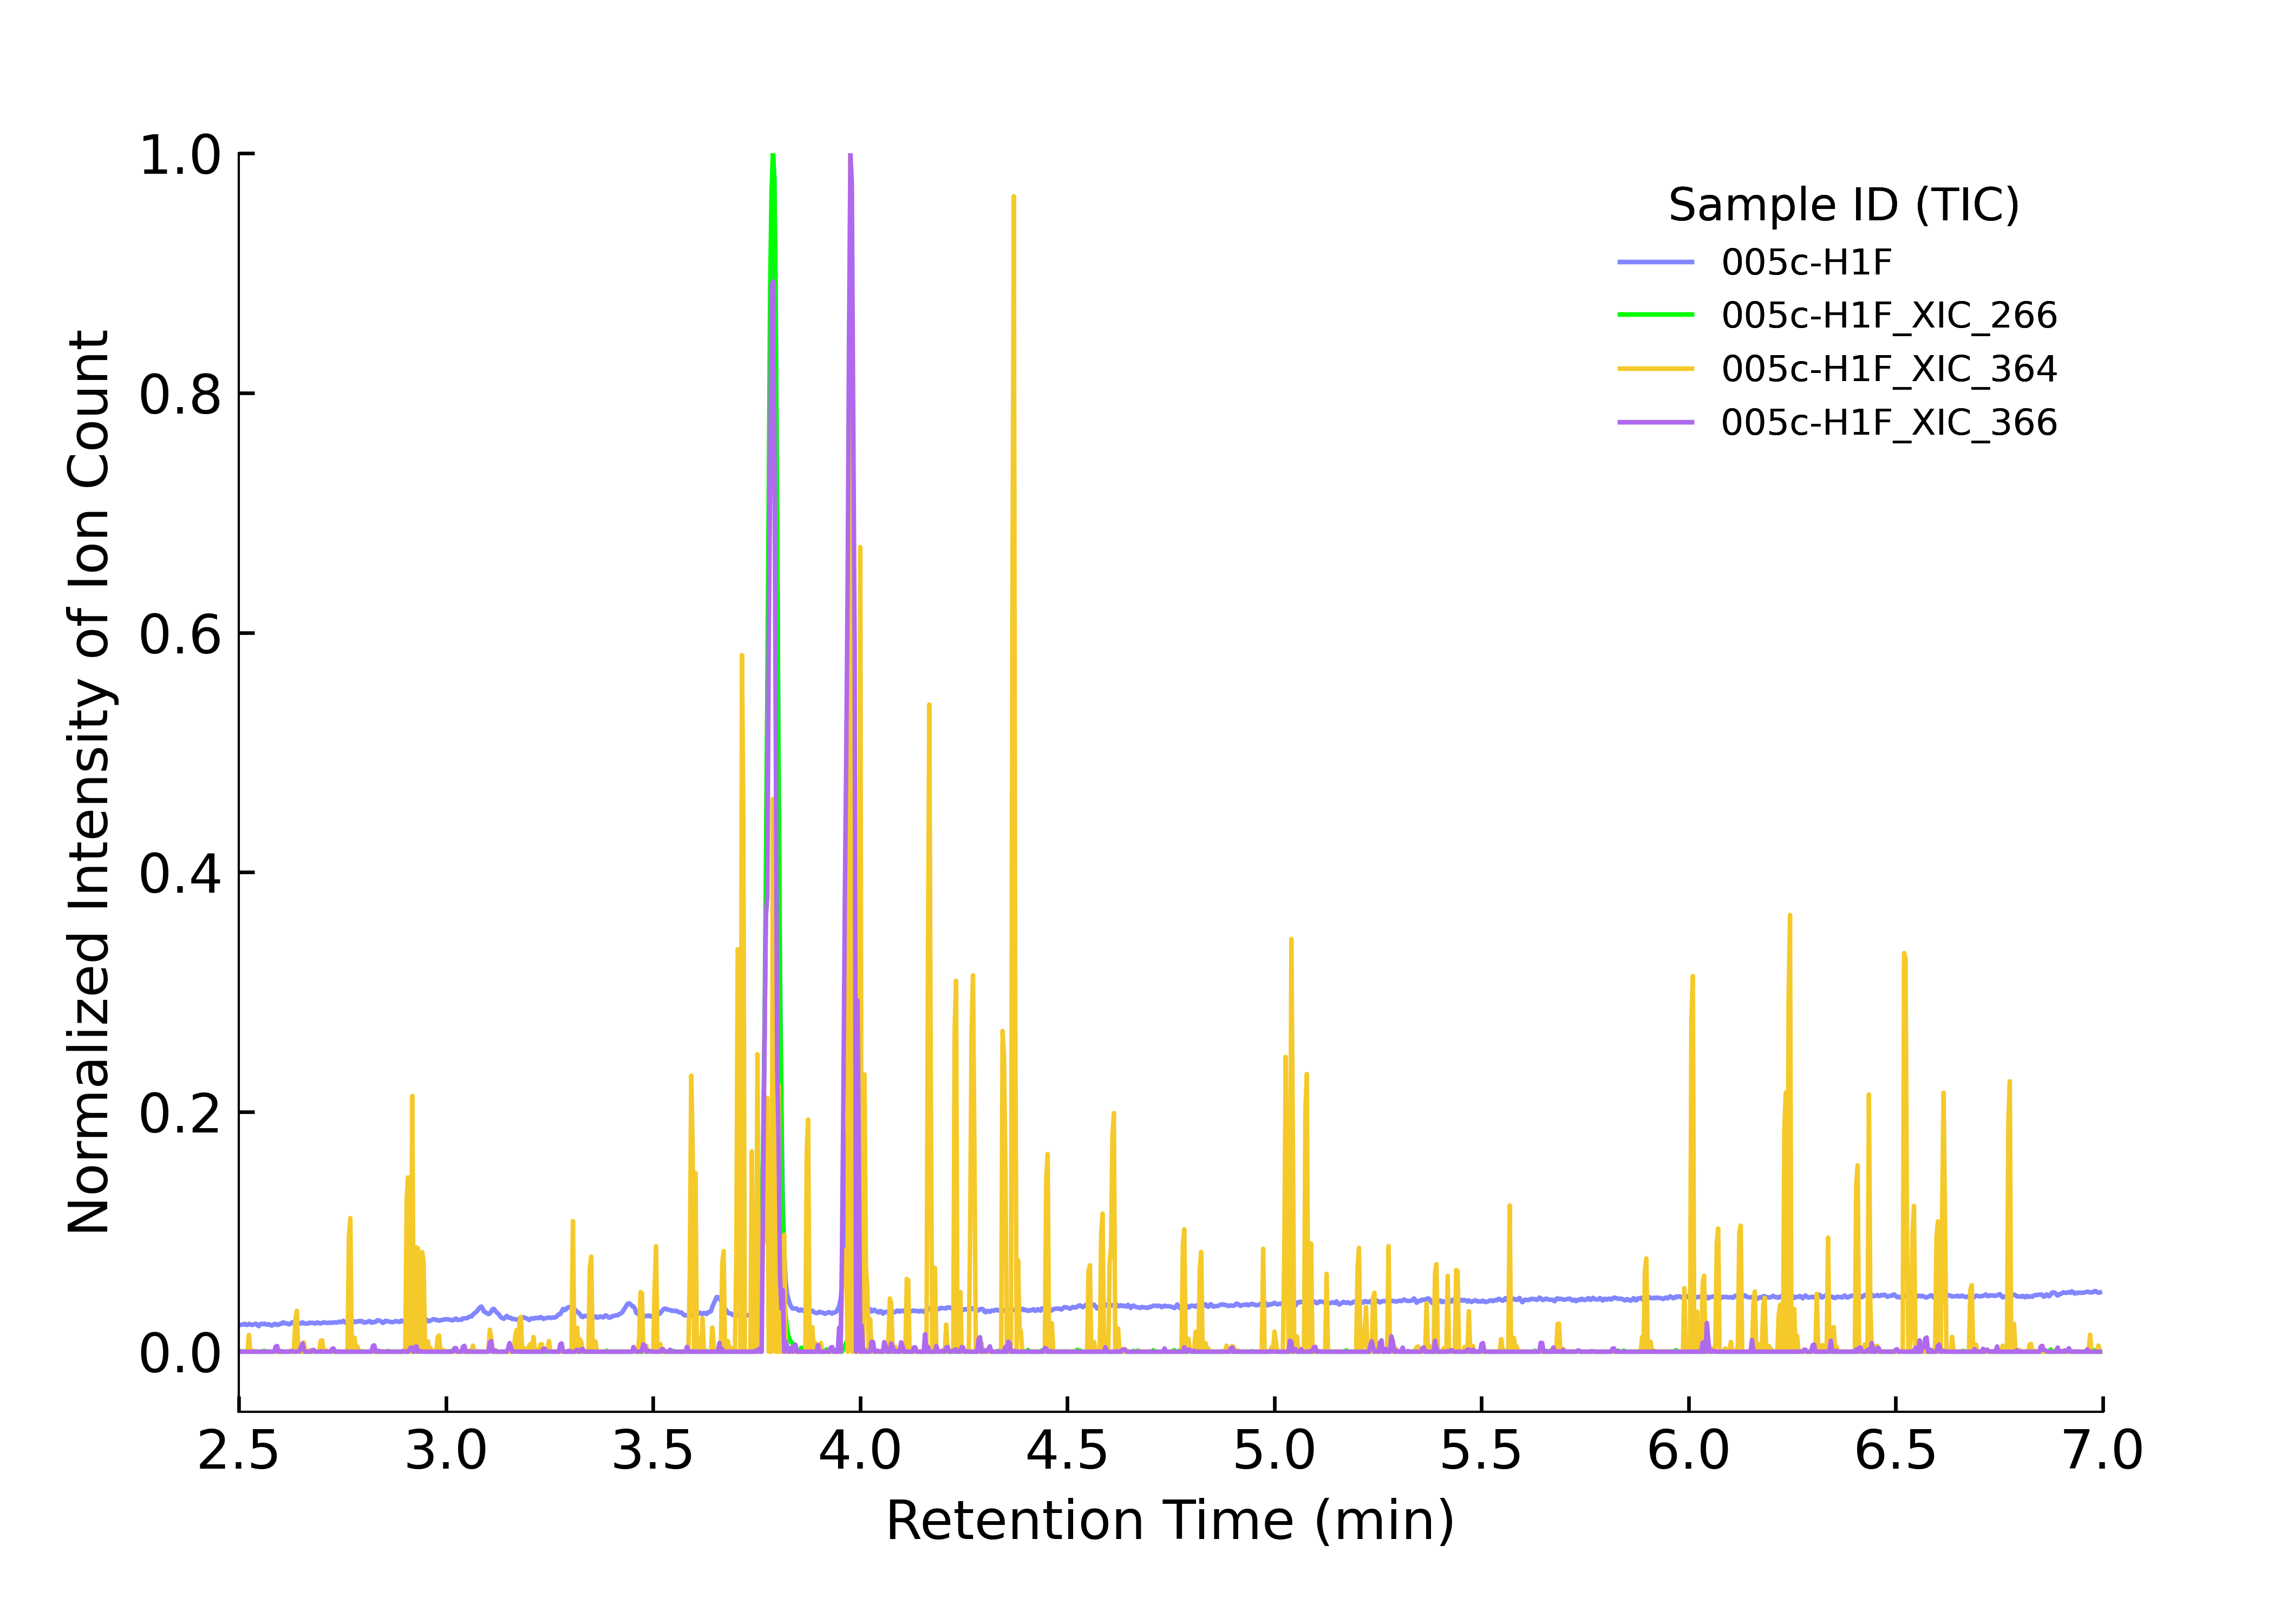 Sample ID (TIC)
005c-H1F
005c-H1F_XIC_266
005c-H1F_XIC_364
005c-H1F_XIC_366
Normalized Intensity of Ion Count
1.0
0.8
0.6
0.4
0.2
0.0
2.5 3.0 3.5 4.0 4.5 5.0 5.5 6.0 6.5 7.0
Retention Time (min)